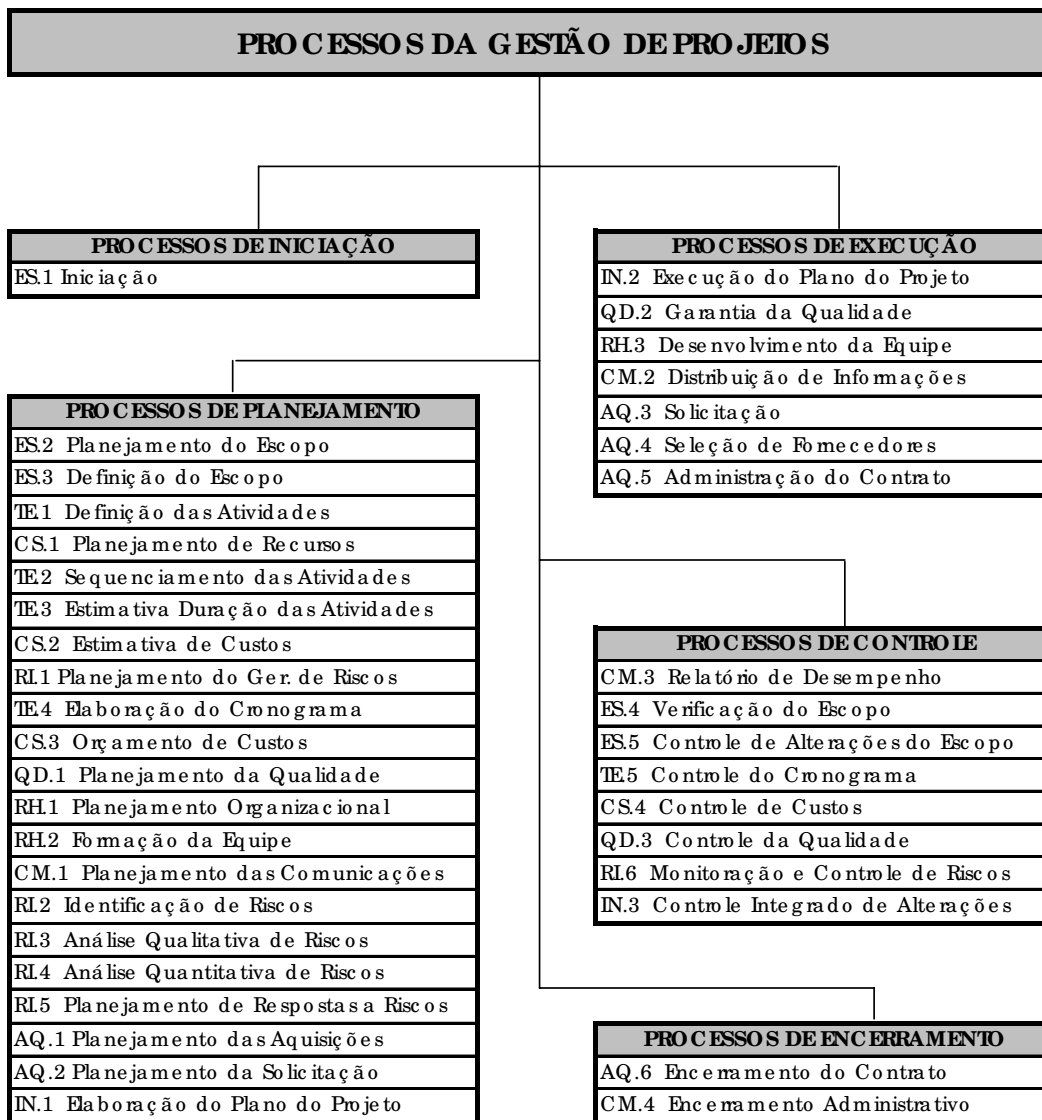 PROCESSOS DA GESTÃO DE PROJETOS
PROCESSOS DE INICIAÇÃO
ES.1 Iniciação
PROCESSOS DE PLANEJAMENTO
ES.2 Planejamento do Escopo
ES.3 Definição do Escopo
TE.1 Definição das Atividades
CS.1 Planejamento de Recursos
TE.2 Sequenciamento das Atividades
TE.3 Estimativa Duração das Atividades
CS.2 Estimativa de Custos
RI.1 Planejamento do Ger. de Riscos
TE.4 Elaboração do Cronograma
CS.3 Orçamento de Custos
QD.1 Planejamento da Qualidade
RH.1 Planejamento Organizacional
RH.2 Formação da Equipe
CM.1 Planejamento das Comunicações
RI.2 Identificação de Riscos
RI.3 Análise Qualitativa de Riscos
RI.4 Análise Quantitativa de Riscos
RI.5 Planejamento de Respostas a Riscos
AQ.1 Planejamento das Aquisições
AQ.2 Planejamento da Solicitação
IN.1 Elaboração do Plano do Projeto
PROCESSOS DE EXECUÇÃO
IN.2 Execução do Plano do Projeto
QD.2 Garantia da Qualidade
RH.3 Desenvolvimento da Equipe
CM.2 Distribuição de Informações
AQ.3 Solicitação
AQ.4 Seleção de Fornecedores
AQ.5 Administração do Contrato
PROCESSOS DE CONTROLE
CM.3 Relatório de Desempenho
ES.4 Verificação do Escopo
ES.5 Controle de Alterações do Escopo
TE.5 Controle do Cronograma
CS.4 Controle de Custos
QD.3 Controle da Qualidade
RI.6 Monitoração e Controle de Riscos
IN.3 Controle Integrado de Alterações
PROCESSOS DE ENCERRAMENTO
AQ.6 Encerramento do Contrato
CM.4 Encerramento Administrativo